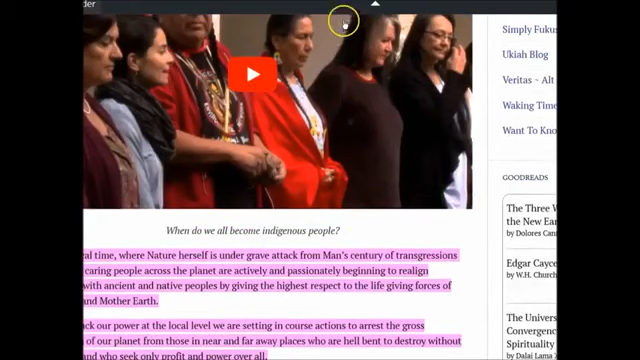 der
Simply Fukus
Ukiah Blog
Veritas ~ Alt
Waking Time
Want To Kno
GOODREADS
The Three W
the New Ear
by Dolores Cann
Edgar Cayce
by W.H. Church
The Univers
Convergenc
Spirituality
by Dalai Lama X
When do we all become indigenous people?
al time, where Nature herself is under grave attack from Man's century of transgressions
caring people across the planet are actively and passionately beginning to realign
with ancient and native peoples by giving the highest respect to the life giving forces of
and Mother Earth.
ck our power at the local level we are setting in course actions to arrest the gross
of our planet from those in near and far away places who are hell bent to destroy without
and who seek only profit and power over all.